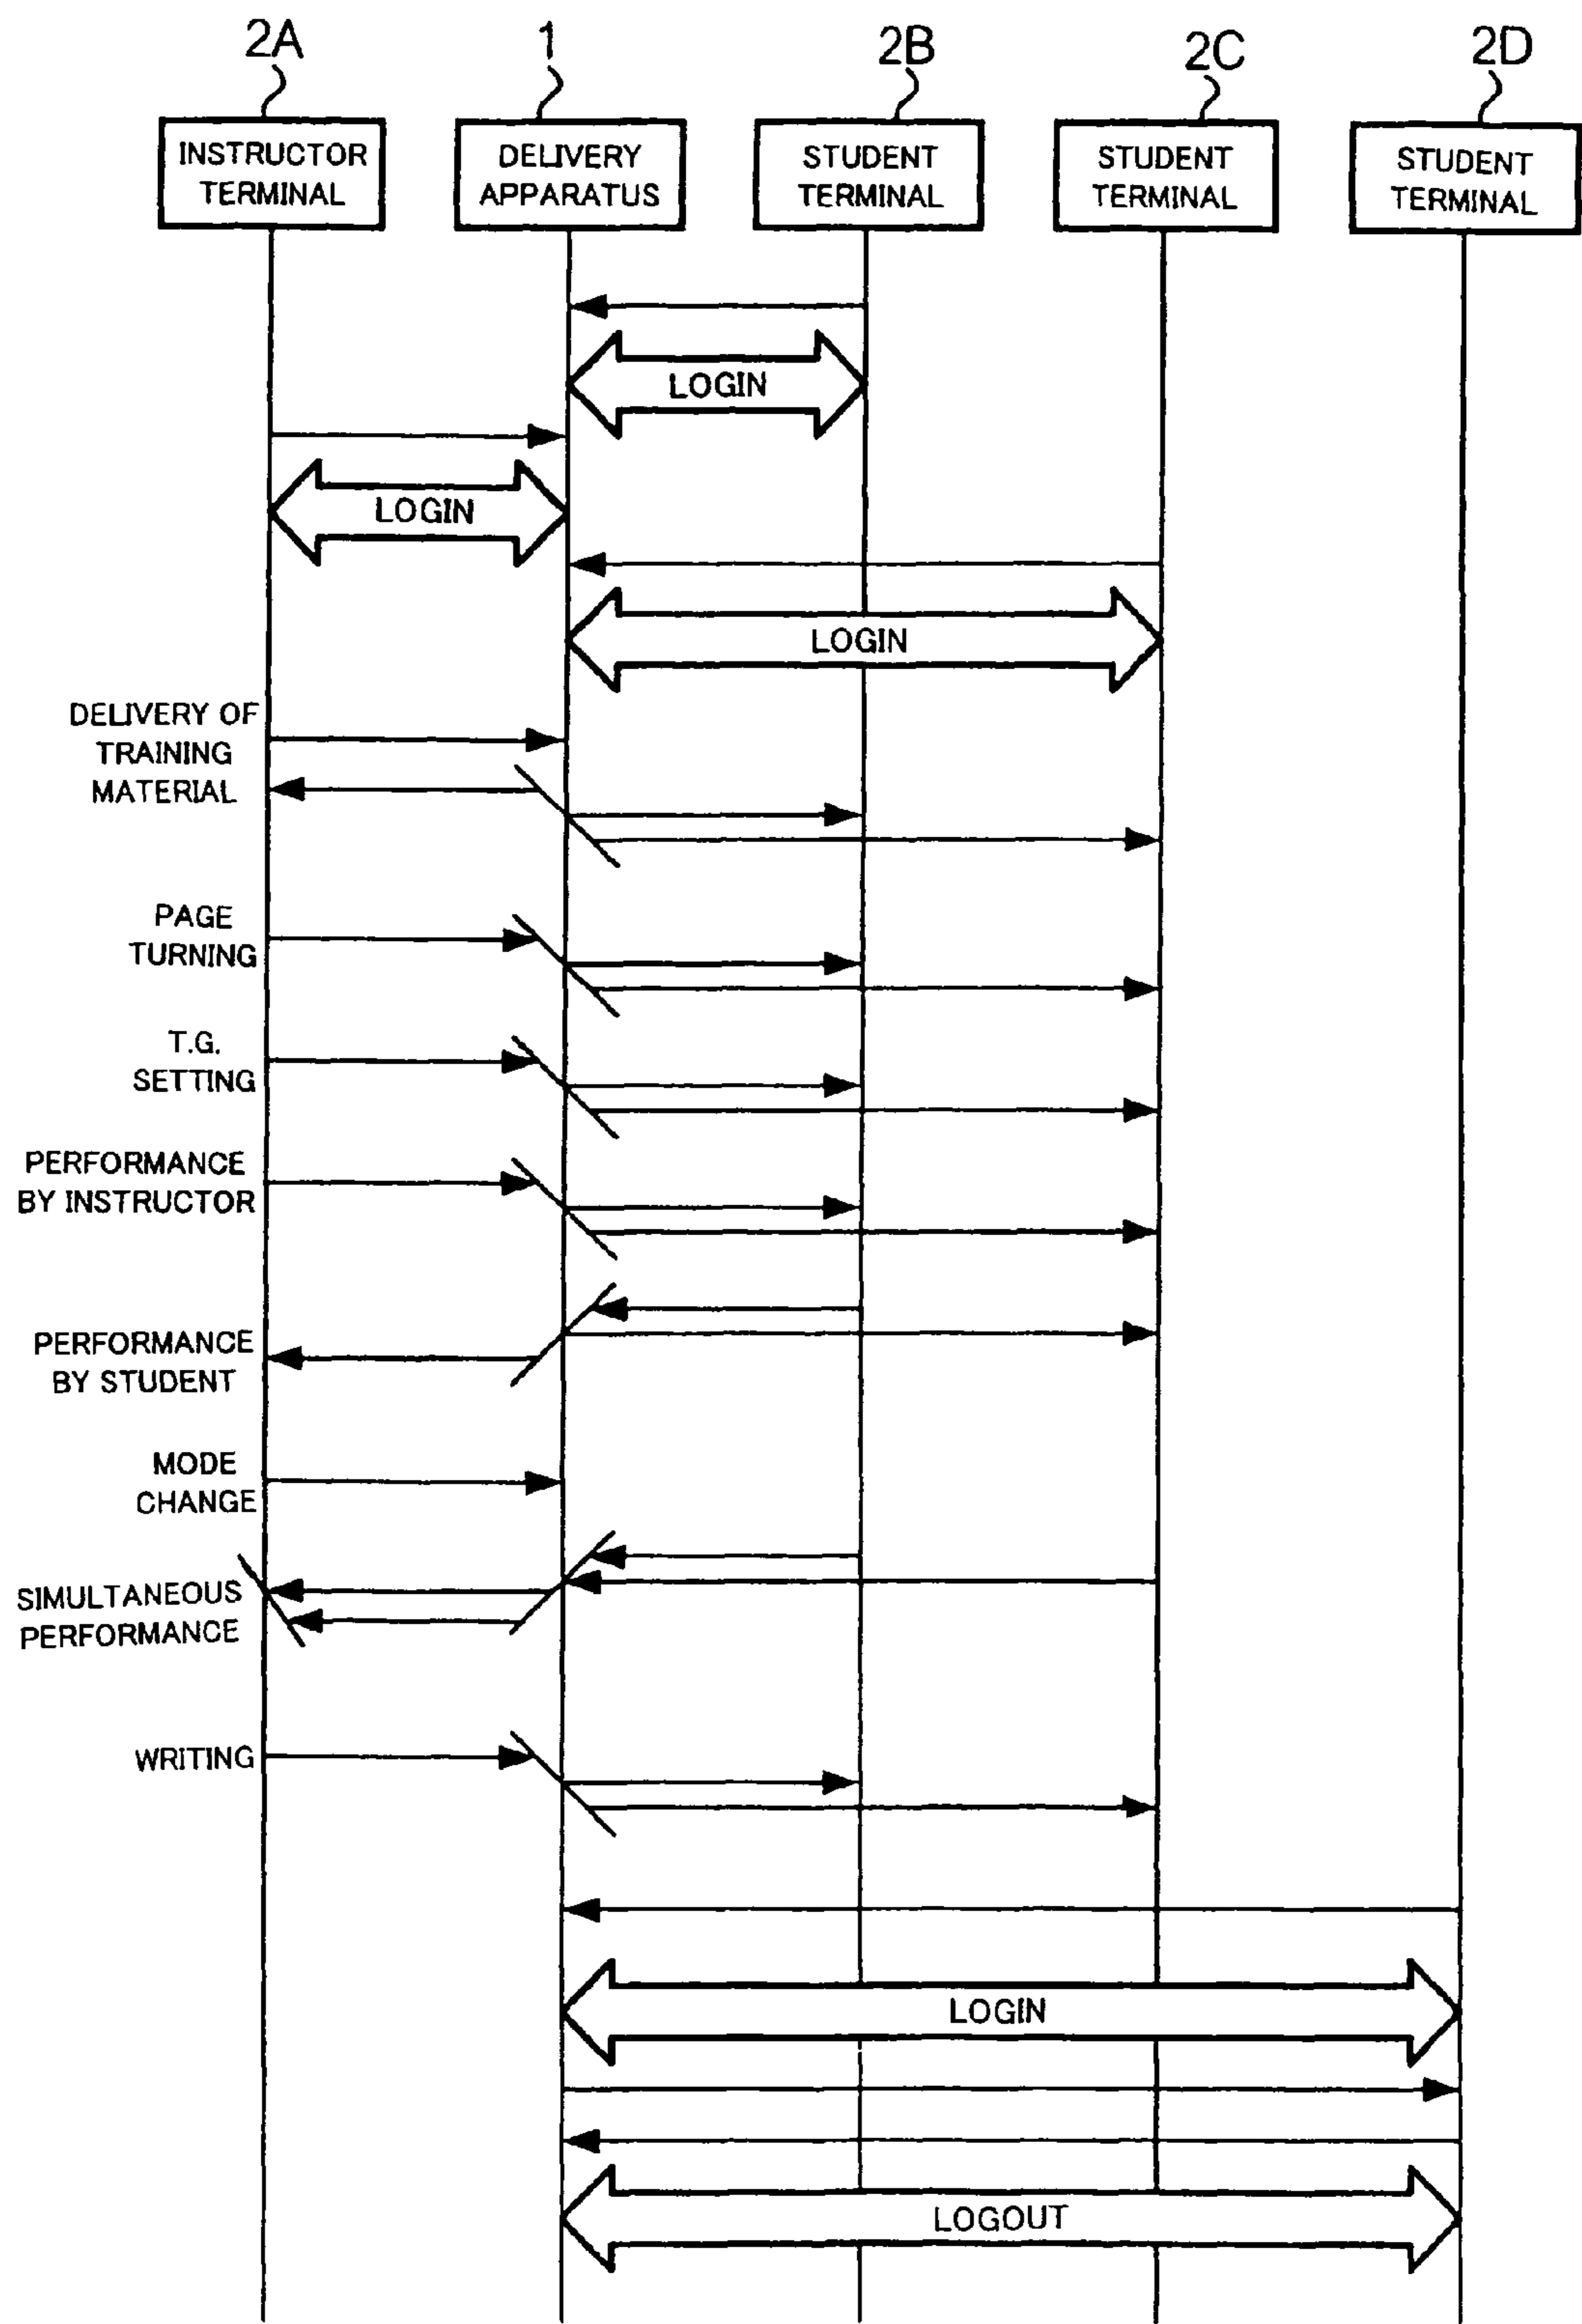 2A
1
2B
2C
2D
INSTRUCTOR
TERMINAL
DELIVERY
APPARATUS
STUDENT
TERMINAL
STUDENT
TERMINAL
STUDENT
TERMINAL
LOGIN
LOGIN
LOGIN
DELIVERY OF
TRAINING
MATERIAL
PAGE
TURNING
T.G.
SETTING
PERFORMANCE
BY INSTRUCTOR
PERFORMANCE
BY STUDENT
MODE
CHANGE
SIMULTANEOUS
PERFORMANCE
WRITING
LOGIN
LOGOUT